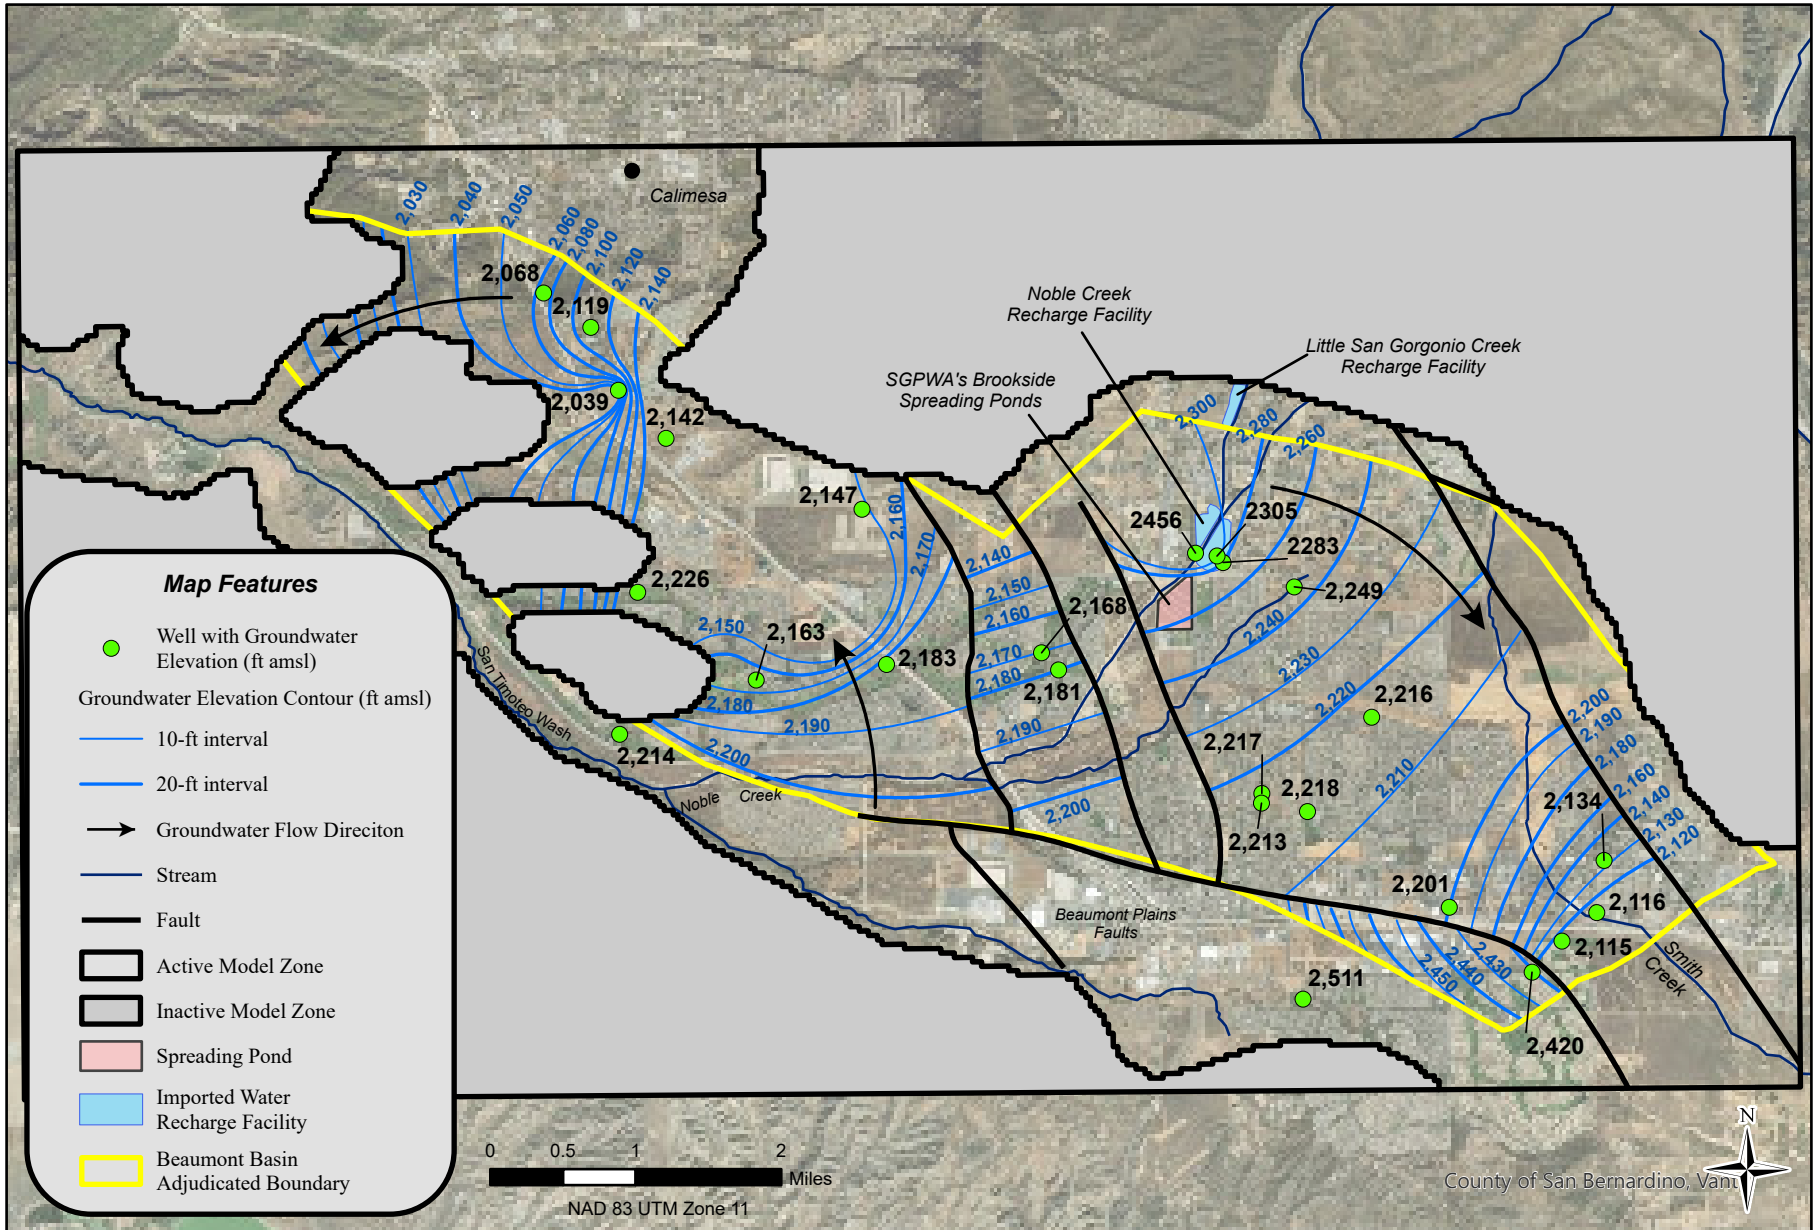 Calimesa
2,030
2,040
2,050
2,060
2,080
2,100
2,120
2,140
2,068
2,119
2,039
2,142
Noble Creek
Recharge Facility
Little San Gorgonio Creek
Recharge Facility
SGPWA's Brookside
Spreading Ponds
2,300
2,280
2,260
2,147
2,160
2,170
2,140
2,150
2,160
2,170
2,180
2,190
2,200
2456
2305
2283
2,249
2,168
2,181
2,240
2,230
2,220
2,210
2,226
2,150
2,163
2,183
2,180
2,190
2,200
2,214
San Timoteo Wash
Noble Creek
2,216
2,217
2,218
2,213
2,200
2,190
2,180
2,160
2,140
2,130
2,120
2,134
2,201
2,116
2,115
Smith
Creek
Beaumont Plains
Faults
2,450
2,440
2,430
2,511
2,420
Map Features
Well with Groundwater
Elevation (ft amsl)
Groundwater Elevation Contour (ft amsl)
10-ft interval
20-ft interval
Groundwater Flow Direciton
Stream
Fault
Active Model Zone
Inactive Model Zone
Spreading Pond
Imported Water
Recharge Facility
Beaumont Basin
Adjudicated Boundary
0 0.5 1 2
Miles
NAD 83 UTM Zone 11
N
County of San Bernardino, Vant